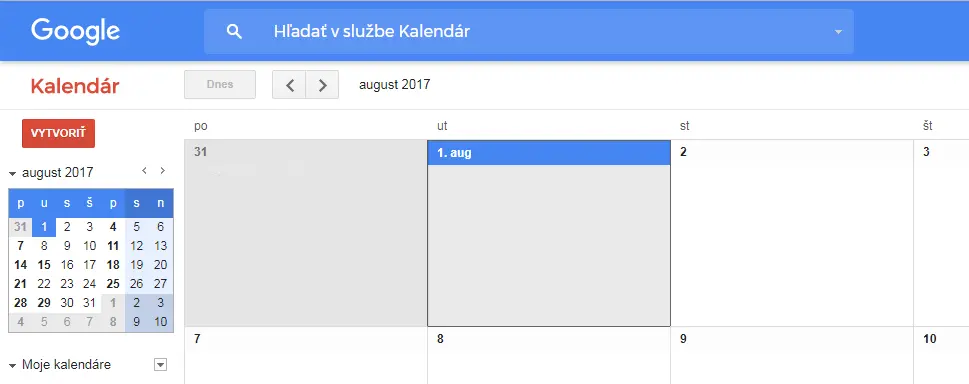 Google
Hľadať v službe Kalendár
Kalendár
Dnes
august 2017
VYTVORIŤ
po ut st št
august 2017
p u s š p s n
31 1 2 3 4 5 6
7 8 9 10 11 12 13
14 15 16 17 18 19 20
21 22 23 24 25 26 27
28 29 30 31 1 2 3
4 5 6 7 8 9 10
Moje kalendáre
31 1. aug 2 3
7 8 9 10